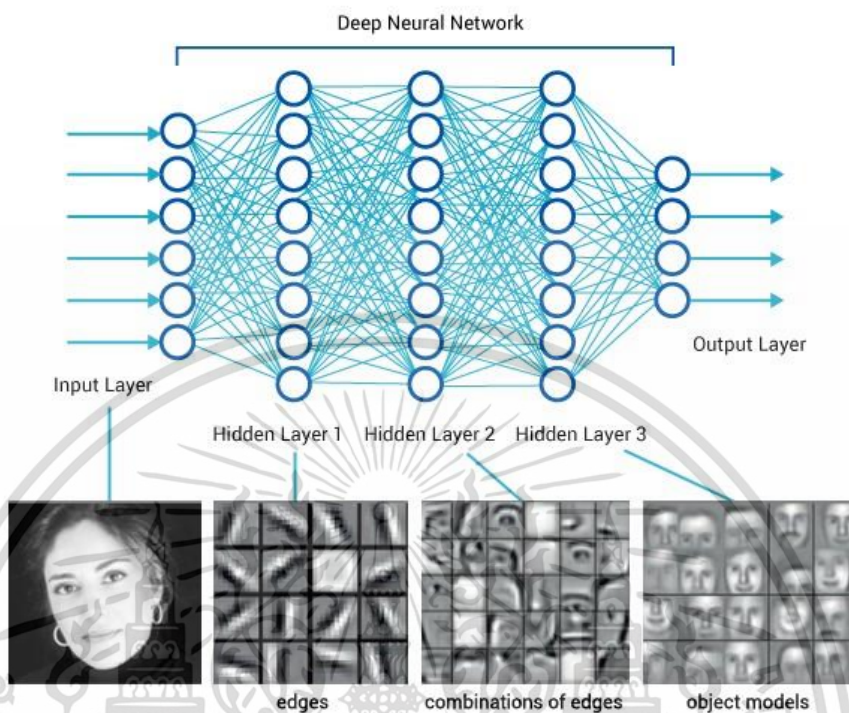 Deep Neural Network
Output Layer
Input Layer
Hidden Layer 1 Hidden Layer 2 Hidden Layer 3
edges combinations of edges object models